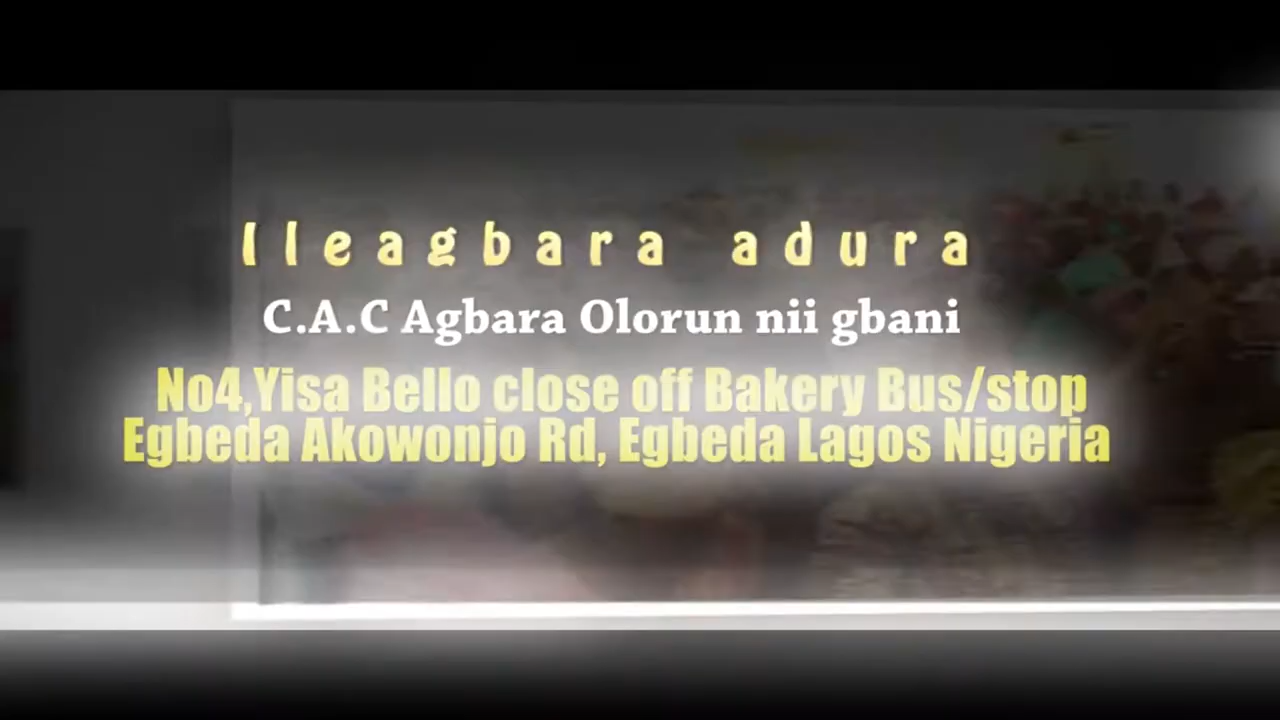 Ileagbara adura
C.A.C Agbara Olorun nii gbani
No4,Yisa Bello close off Bakery Bus/stop
Egbeda Akowonjo Rd, Egbeda Lagos Nigeria